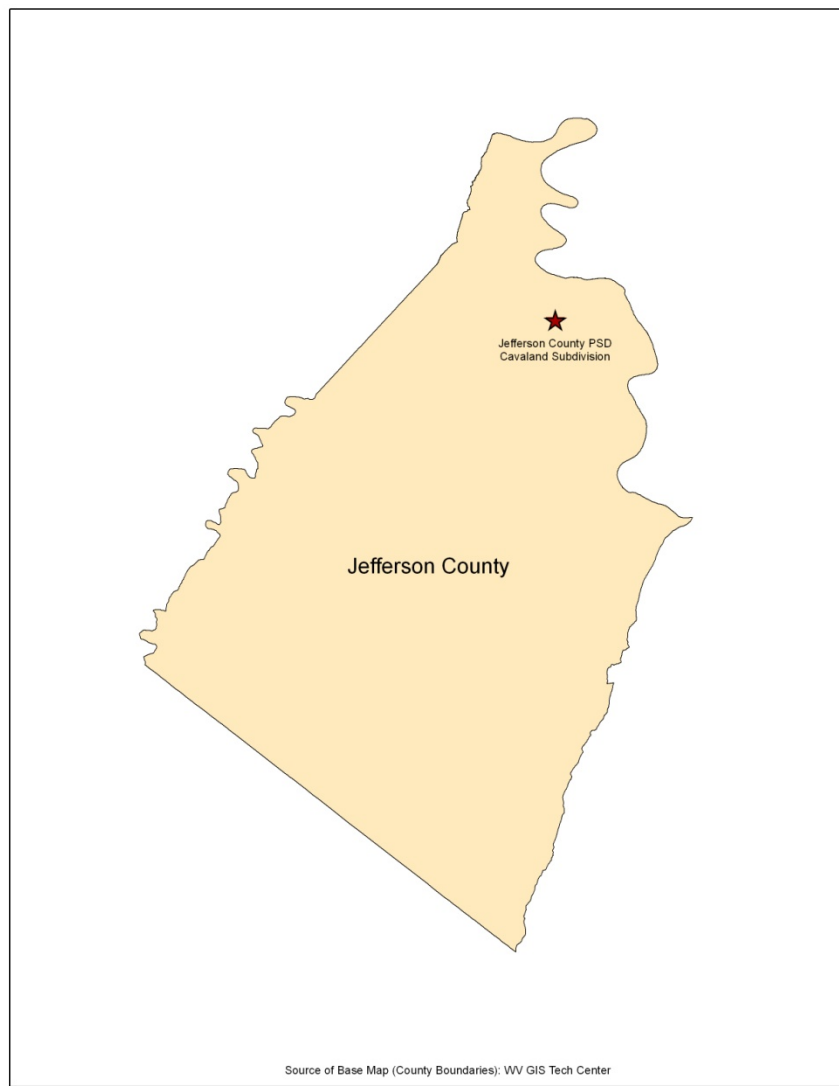 Jefferson County PSD
Cavaland Subdivision
Jefferson County
Source of Base Map (County Boundaries): WV GIS Tech Center